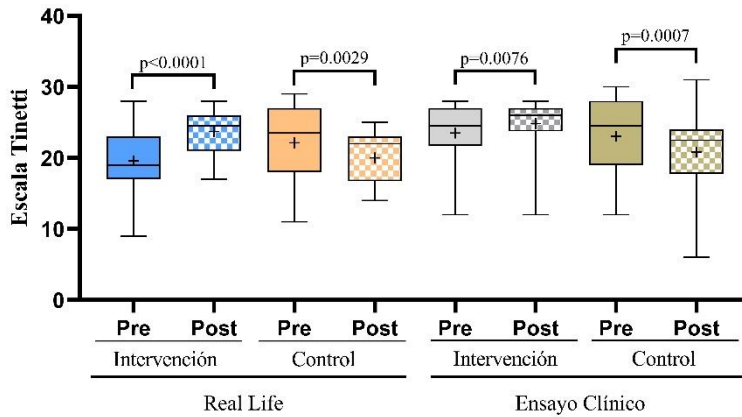 40
30
20
10
0
Escala Tinetti
p<0.0001
p=0.0029
p=0.0076
p=0.0007
Pre Post Pre Post Pre Post Pre Post
Intervención Control Intervención Control
Real Life Ensayo Clínico